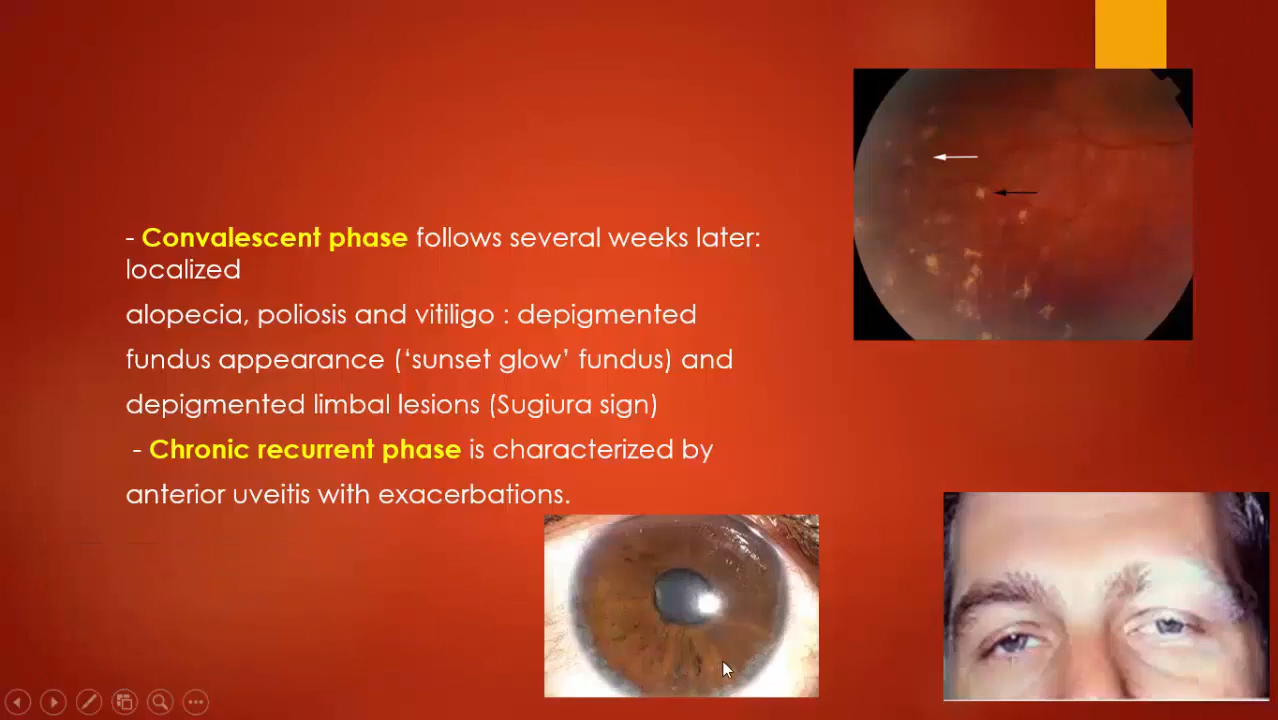 - Convalescent phase follows several weeks later:
localized
alopecia, poliosis and vitiligo : depigmented
fundus appearance (‘sunset glow’ fundus) and
depigmented limbal lesions (Sugiura sign)
- Chronic recurrent phase is characterized by
anterior uveitis with exacerbations.